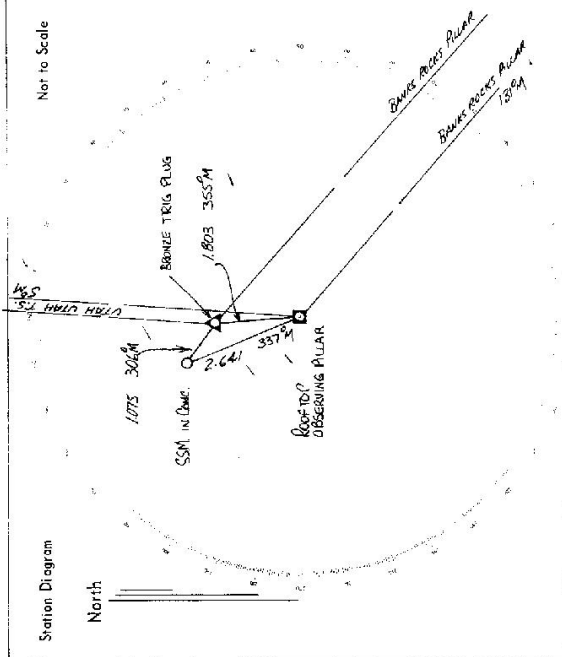 Station Diagram
Not to Scale
North
UTAH UTAH T.S.
5°M
BRONZE TRIG PLUG
1.803 355°M
1.075 306°M
SSM. IN CONC.
2.641 337°M
ROOFTOP
OBSERVING PILLAR
BANKS ROCKS PILLAR
BANKS ROCKS PILLAR
131°M